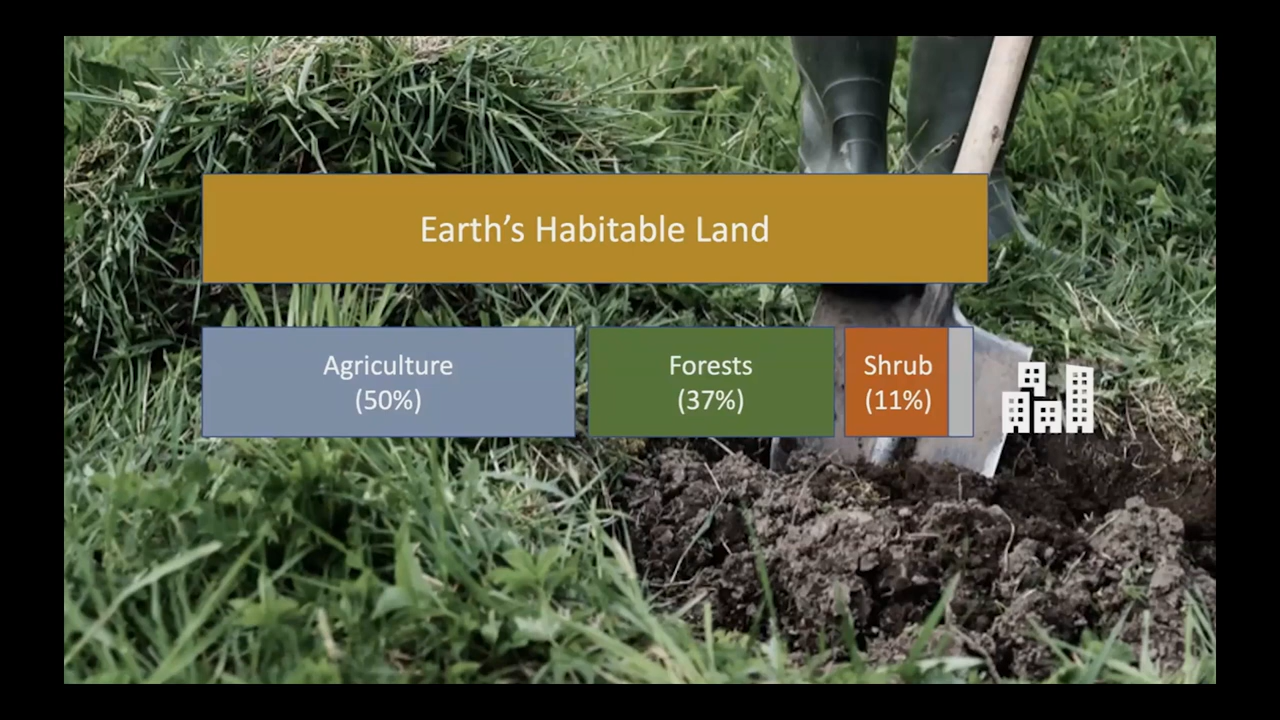 Earth's Habitable Land
Agriculture
(50%)
Forests
(37%)
Shrub
(11%)